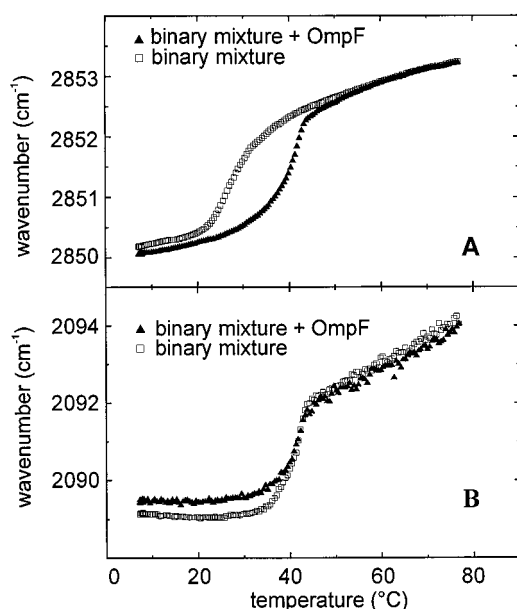 ▲ binary mixture + OmpF
□ binary mixture
wavenumber (cm⁻¹)
2853
2852
2851
2850
A
▲ binary mixture + OmpF
□ binary mixture
wavenumber (cm⁻¹)
2094
2092
2090
B
0 20 40 60 80
temperature (°C)